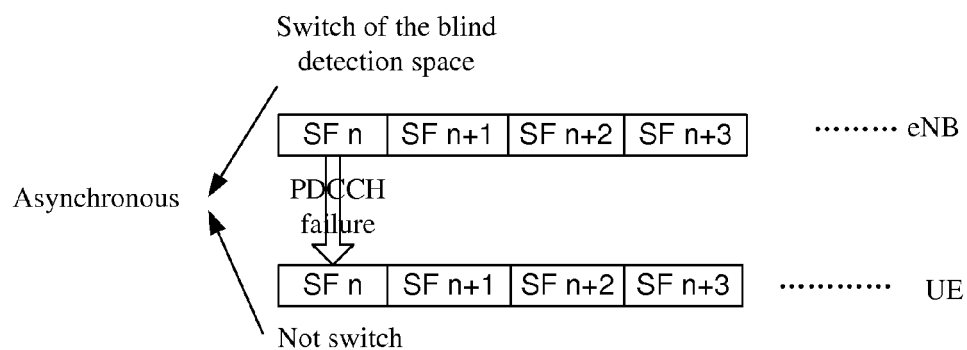 Switch of the blind
detection space
SF n SF n+1 SF n+2 SF n+3 ········· eNB
Asynchronous
PDCCH
failure
SF n SF n+1 SF n+2 SF n+3 ············ UE
Not switch